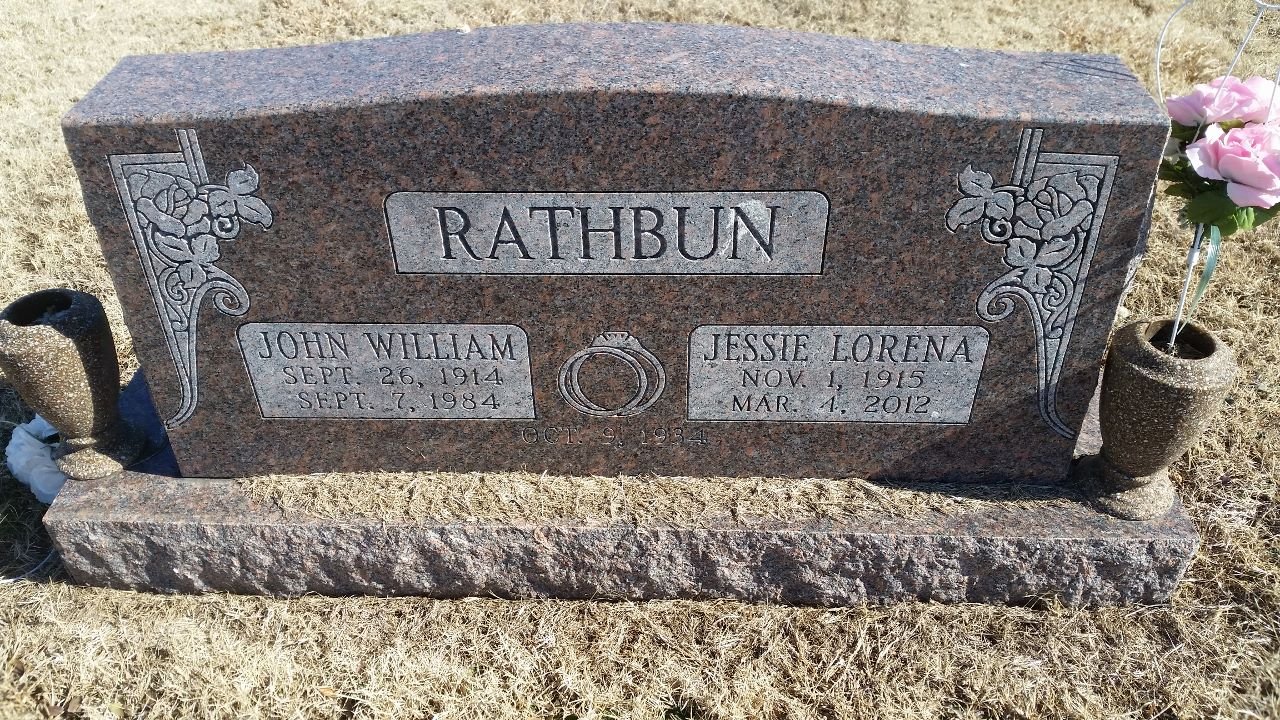 RATHBUN
JOHN WILLIAM
SEPT. 26, 1914
SEPT. 7, 1984
JESSIE LORENA
NOV. 1, 1915
MAR. 4, 2012
OCT. 9, 1934